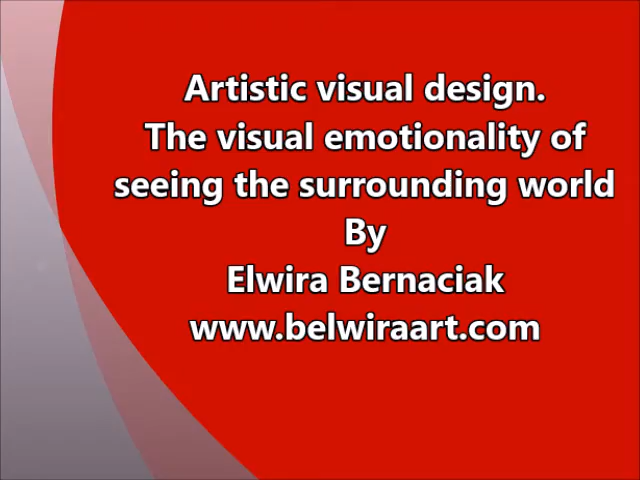 Artistic visual design.
The visual emotionality of
seeing the surrounding world
By
Elwira Bernaciak
www.belwiraart.com